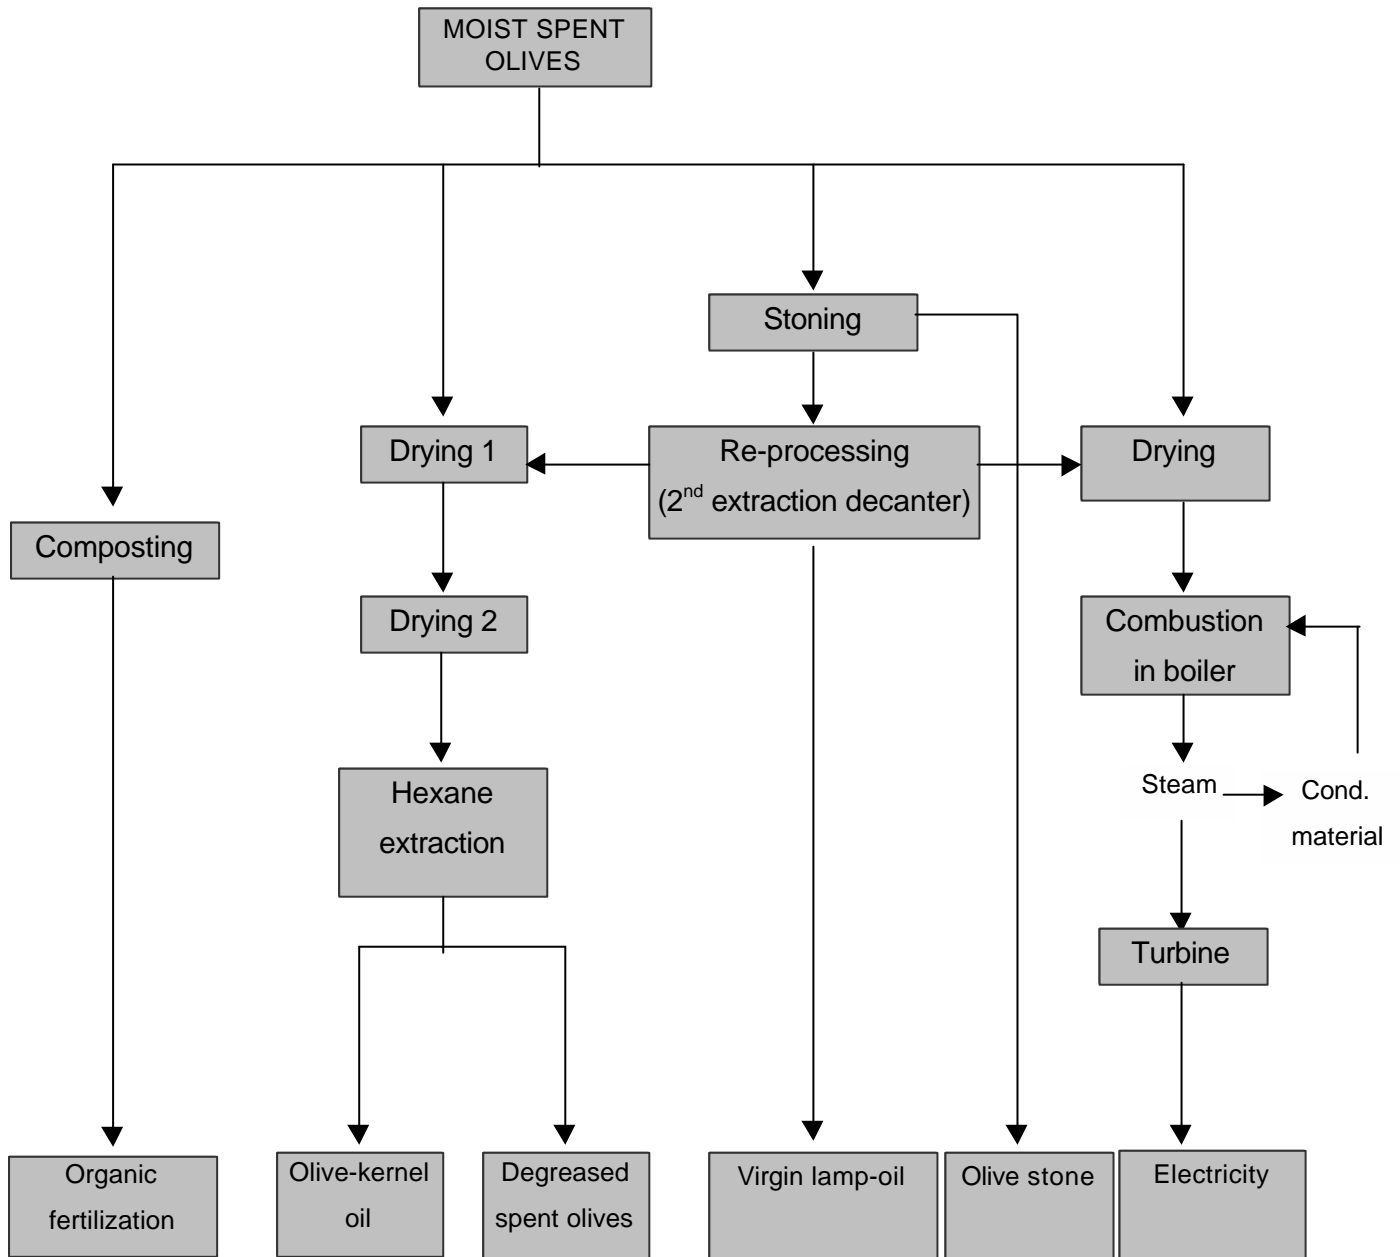 MOIST SPENT
OLIVES
Stoning
Drying 1
Re-processing
(2nd extraction decanter)
Drying
Composting
Drying 2
Combustion
in boiler
Hexane
extraction
Steam
Cond.
material
Turbine
Organic
fertilization
Olive-kernel
oil
Degreased
spent olives
Virgin lamp-oil
Olive stone
Electricity